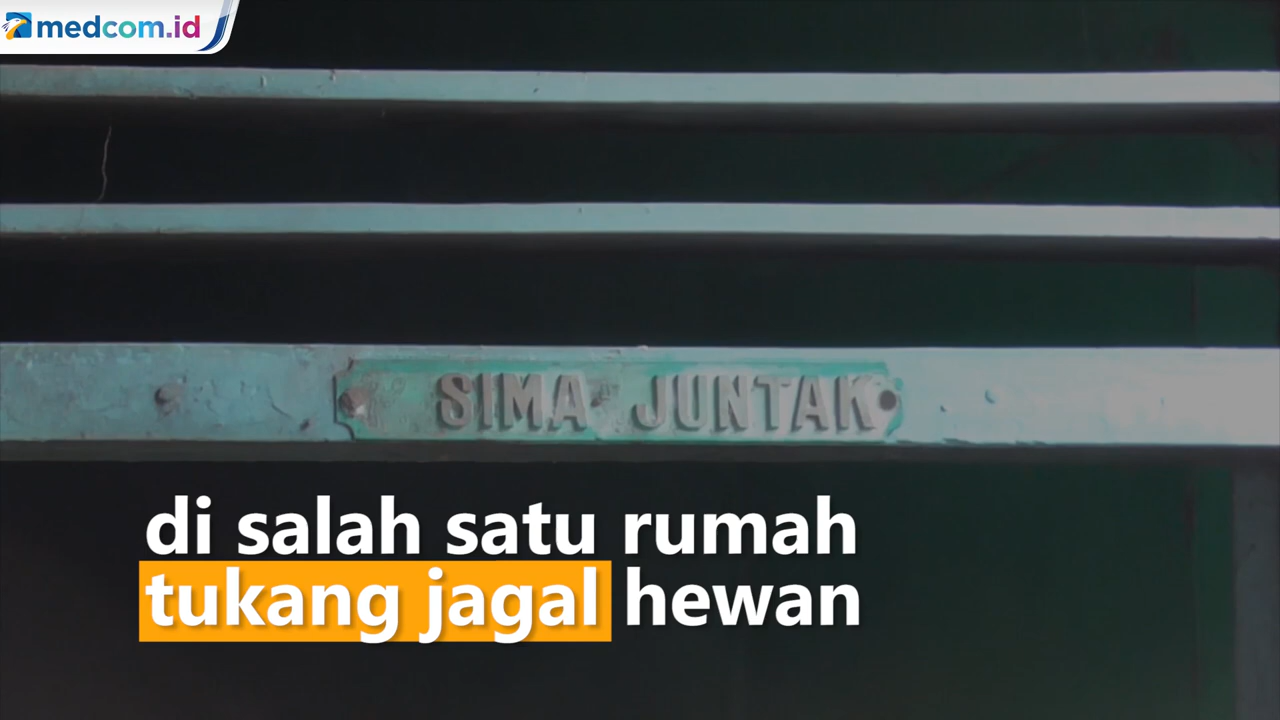 medcom.id
SIMA JUNTAK
di salah satu rumah
tukang jagal hewan